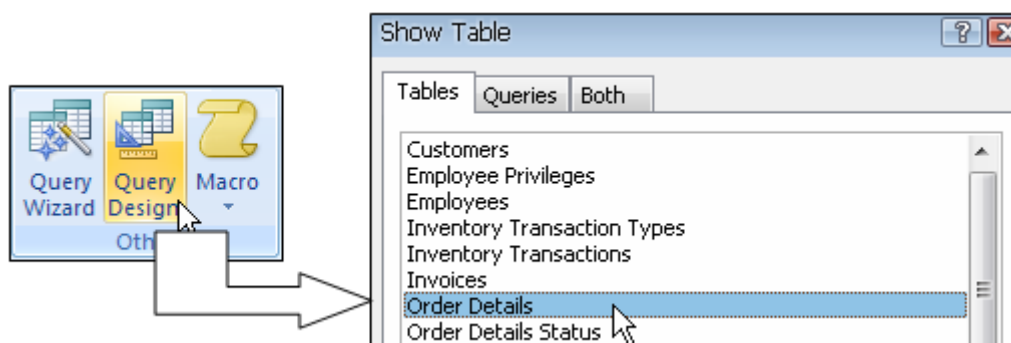 Show Table
Tables Queries Both
Customers
Employee Privileges
Employees
Inventory Transaction Types
Inventory Transactions
Invoices
Order Details
Order Details Status
Query Wizard
Query Design
Macro